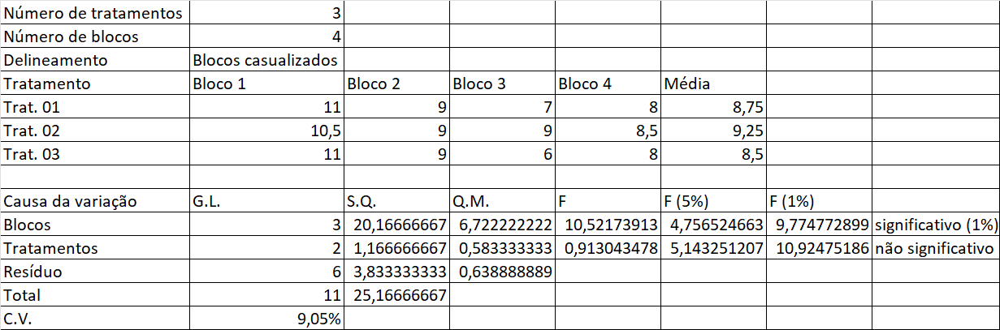 Número de tratamentos 3
Número de blocos 4
Delineamento Blocos casualizados
Tratamento Bloco 1 Bloco 2 Bloco 3 Bloco 4 Média
Trat. 01 11 9 7 8 8,75
Trat. 02 10,5 9 9 8,5 9,25
Trat. 03 11 9 6 8 8,5
Causa da variação G.L. S.Q. Q.M. F F (5%) F (1%)
Blocos 3 20,16666667 6,722222222 10,52173913 4,756524663 9,774772899 significativo (1%)
Tratamentos 2 1,166666667 0,583333333 0,913043478 5,143251207 10,92475186 não significativo
Resíduo 6 3,833333333 0,638888889
Total 11 25,16666667
C.V. 9,05%